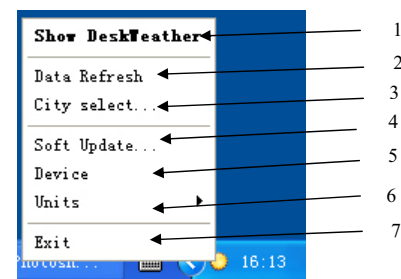 Show DeskWeather
1
Data Refresh
2
City select...
3
Soft Update...
4
Device
5
Units
6
Exit
7
16:13